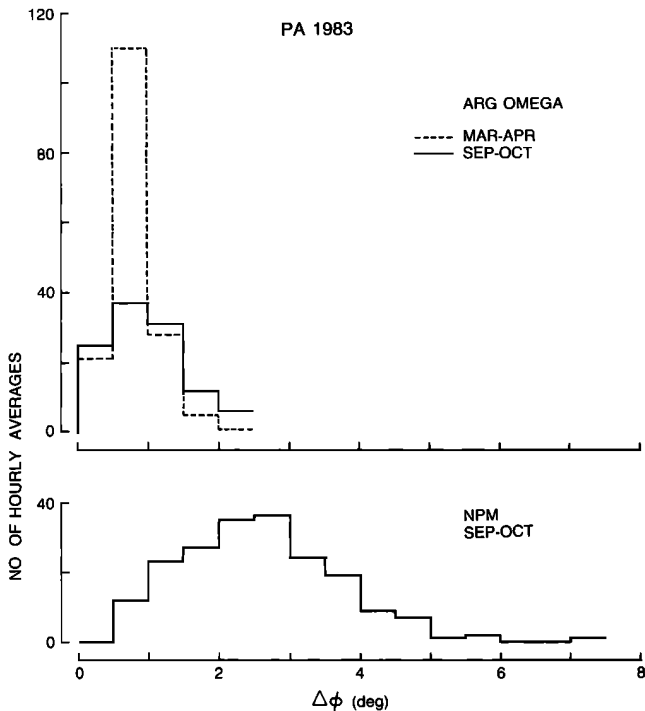 PA 1983
120
80
40
0
ARG OMEGA
MAR-APR
SEP-OCT
NO OF HOURLY AVERAGES
40
0
NPM
SEP-OCT
0 2 4 6 8
Δϕ (deg)